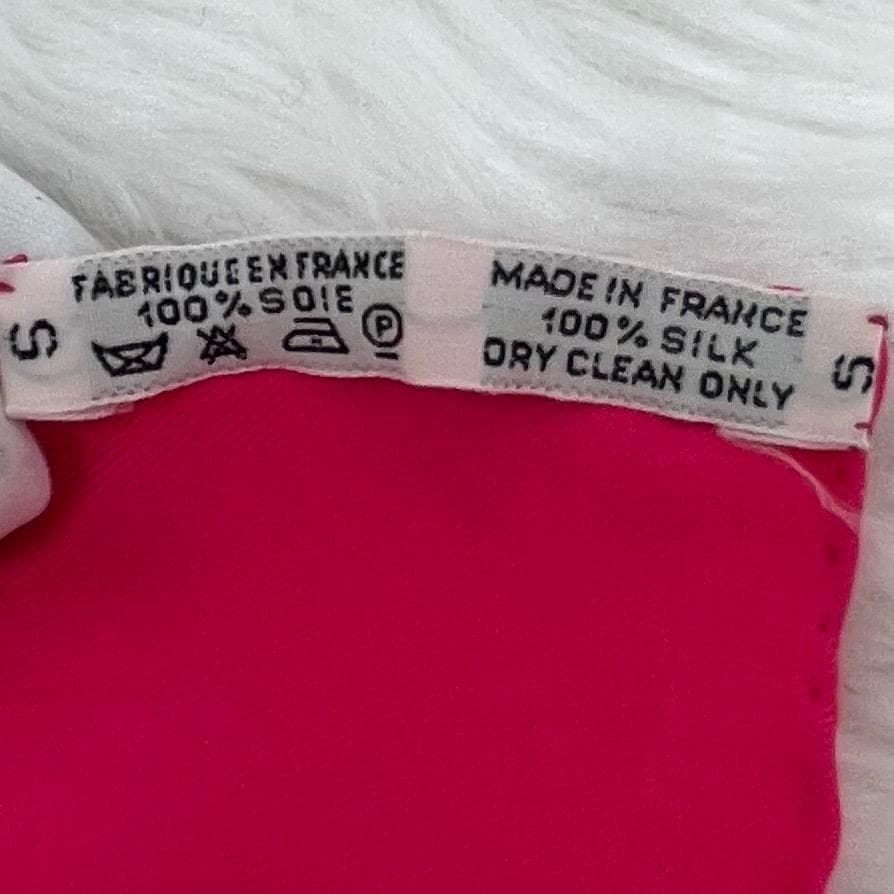 FABRIQUE EN FRANCE
100% SOIE
P
S
MADE IN FRANCE
100% SILK
DRY CLEAN ONLY
S